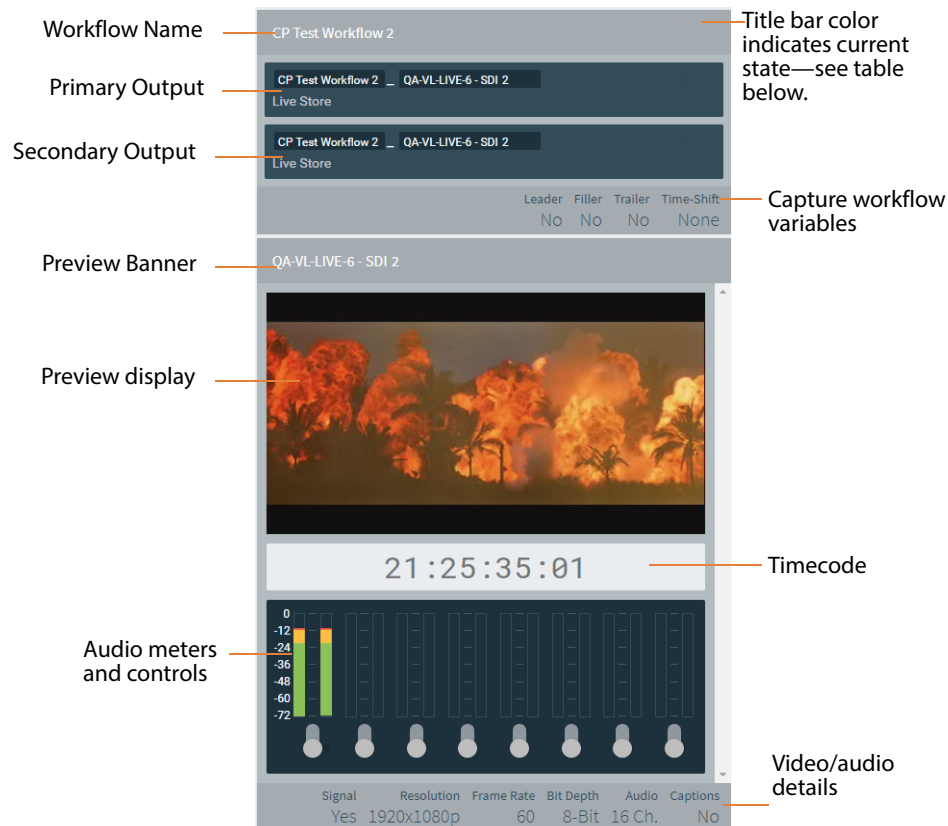 Workflow Name
CP Test Workflow 2
Title bar color
indicates current
state—see table
below.
Primary Output
CP Test Workflow 2 _ QA-VL-LIVE-6 - SDI 2
Live Store
Secondary Output
CP Test Workflow 2 _ QA-VL-LIVE-6 - SDI 2
Live Store
Leader Filler Trailer Time-Shift
No No No None
Capture workflow
variables
Preview Banner
QA-VL-LIVE-6 - SDI 2
Preview display
21:25:35:01
Timecode
Audio meters
and controls
0
-12
-24
-36
-48
-60
-72
Video/audio
details
Signal Resolution Frame Rate Bit Depth Audio Captions
Yes 1920x1080p 60 8-Bit 16 Ch. No